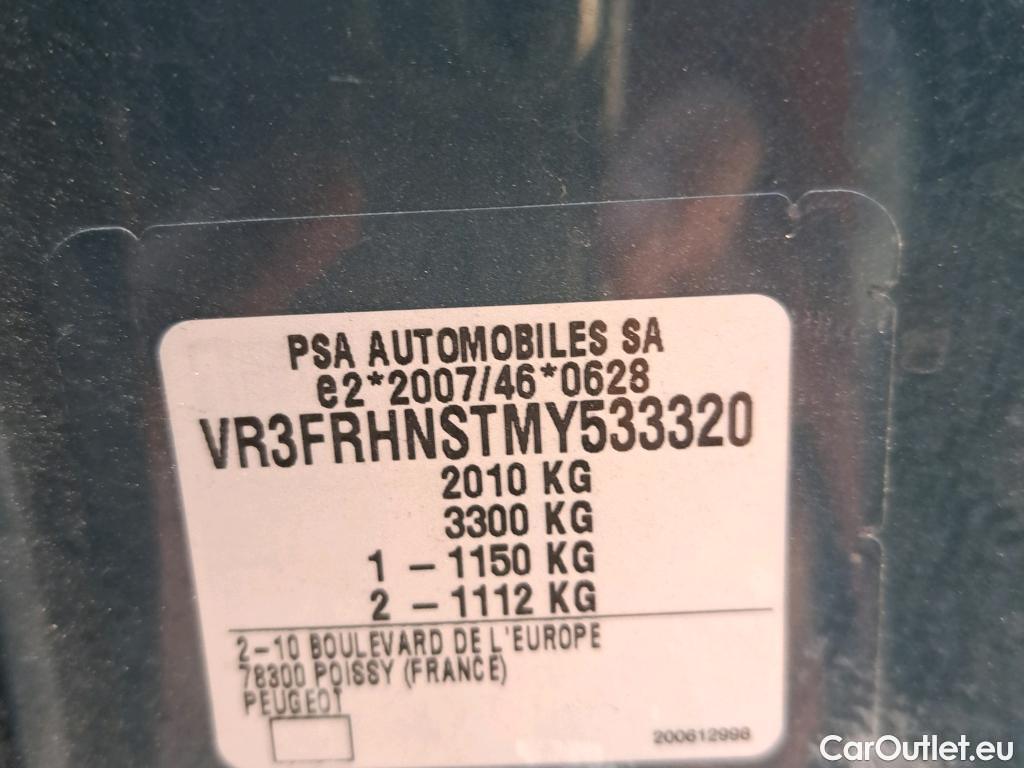 PSA AUTOMOBILES SA
e2*2007/46*0628
VR3FRHNSTMY533320
2010 KG
3300 KG
1 - 1150 KG
2 - 1112 KG
2-10 BOULEVARD DE L'EUROPE
78300 POISSY (FRANCE)
PEUGEOT
200612998
CarOutlet.eu